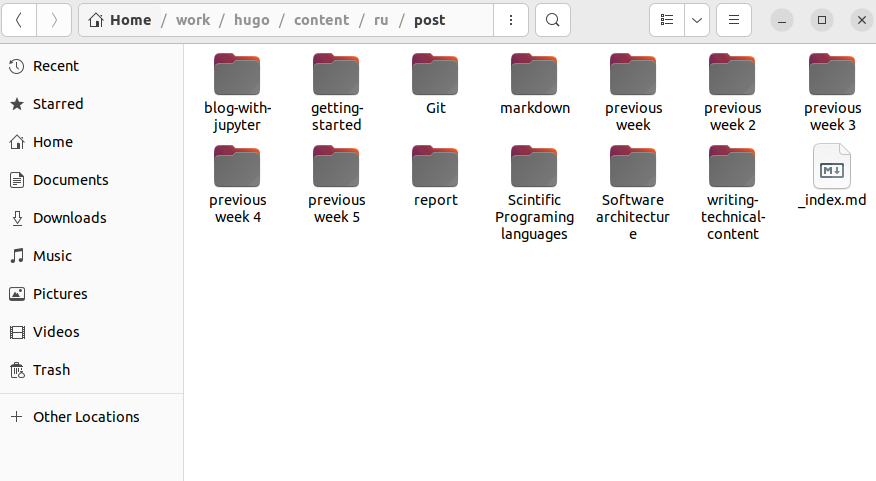 Home / work / hugo / content / ru / post
Recent
Starred
Home
Documents
Downloads
Music
Pictures
Videos
Trash
Other Locations
blog-with-
jupyter
getting-
started
Git
markdown
previous
week
previous
week 2
previous
week 3
previous
week 4
previous
week 5
report
Scintific
Programing
languages
Software
architectur
e
writing-
technical-
content
M
_index.md